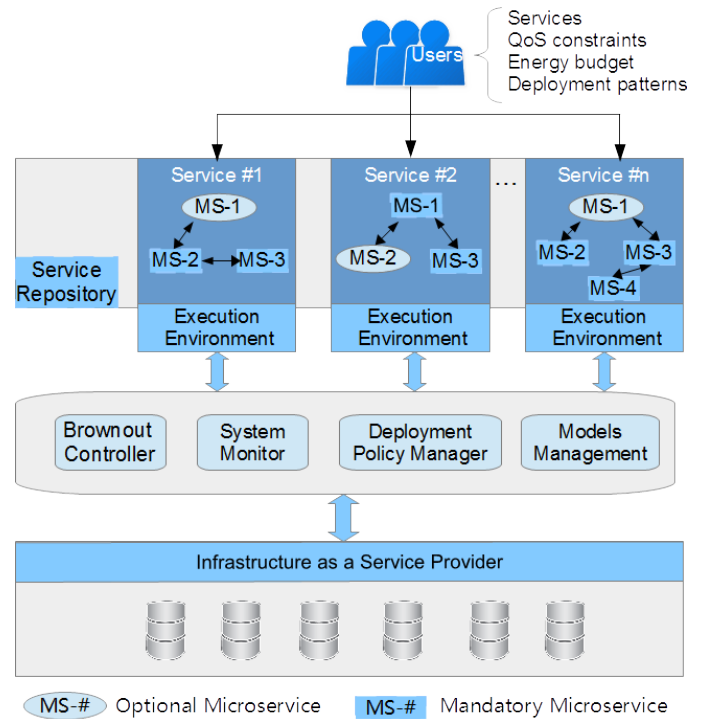 Users
Services
QoS constraints
Energy budget
Deployment patterns
Service #1
MS-1
MS-2
MS-3
Service #2
MS-1
MS-2
MS-3
...
Service #n
MS-1
MS-2
MS-3
MS-4
Service
Repository
Execution
Environment
Execution
Environment
Execution
Environment
Brownout
Controller
System
Monitor
Deployment
Policy Manager
Models
Management
Infrastructure as a Service Provider
MS-# Optional Microservice
MS-# Mandatory Microservice